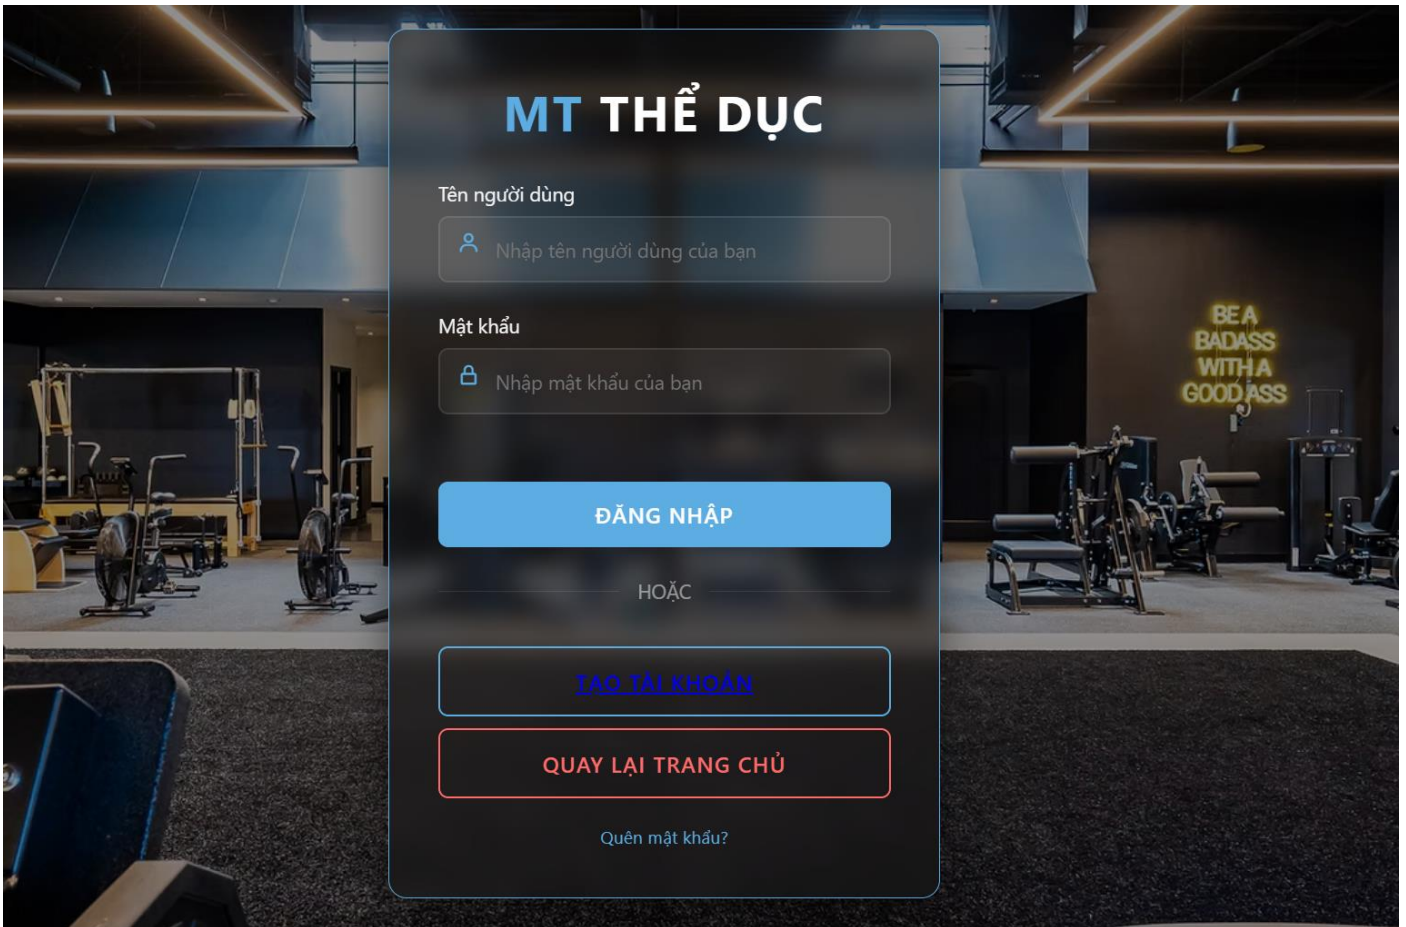 MT THỂ DỤC
Tên người dùng
Nhập tên người dùng của bạn
Mật khẩu
Nhập mật khẩu của bạn
ĐĂNG NHẬP
HOẶC
TẠO TÀI KHOẢN
QUAY LẠI TRANG CHỦ
Quên mật khẩu?
BE A
BADASS
WITH A
GOOD ASS